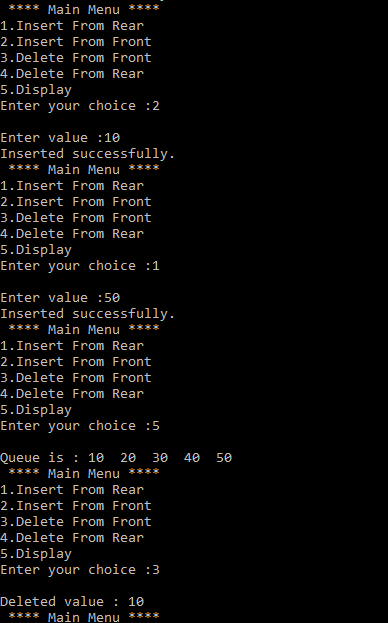 **** Main Menu ****
1.Insert From Rear
2.Insert From Front
3.Delete From Front
4.Delete From Rear
5.Display
Enter your choice :2
Enter value :10
Inserted successfully.
**** Main Menu ****
1.Insert From Rear
2.Insert From Front
3.Delete From Front
4.Delete From Rear
5.Display
Enter your choice :1
Enter value :50
Inserted successfully.
**** Main Menu ****
1.Insert From Rear
2.Insert From Front
3.Delete From Front
4.Delete From Rear
5.Display
Enter your choice :5
Queue is : 10  20  30  40  50
**** Main Menu ****
1.Insert From Rear
2.Insert From Front
3.Delete From Front
4.Delete From Rear
5.Display
Enter your choice :3
Deleted value : 10
**** Main Menu ****